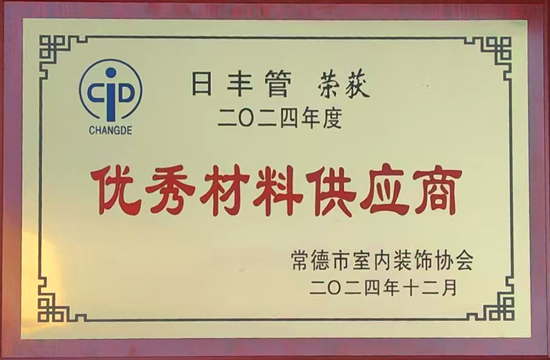 CID
CHANGDE
日丰管 荣获
二〇二四年度
优秀材料供应商
常德市室内装饰协会
二〇二四年十二月